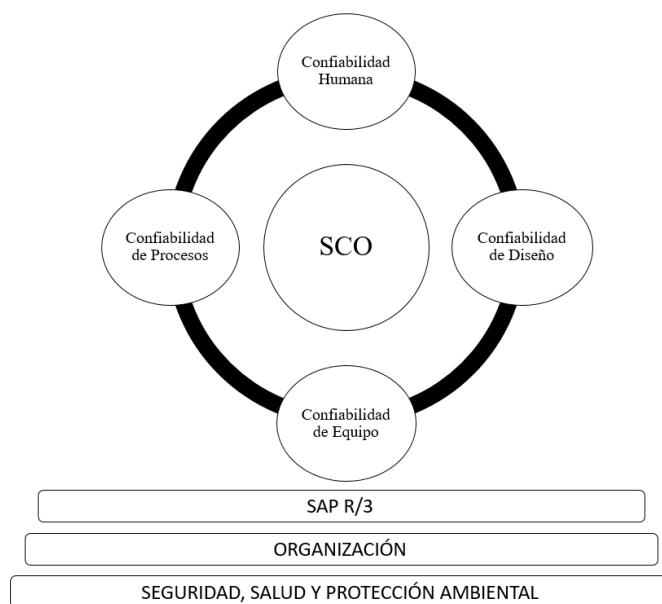 Confiabilidad
Humana
Confiabilidad
de Procesos
SCO
Confiabilidad
de Diseño
Confiabilidad
de Equipo
SAP R/3
ORGANIZACIÓN
SEGURIDAD, SALUD Y PROTECCIÓN AMBIENTAL